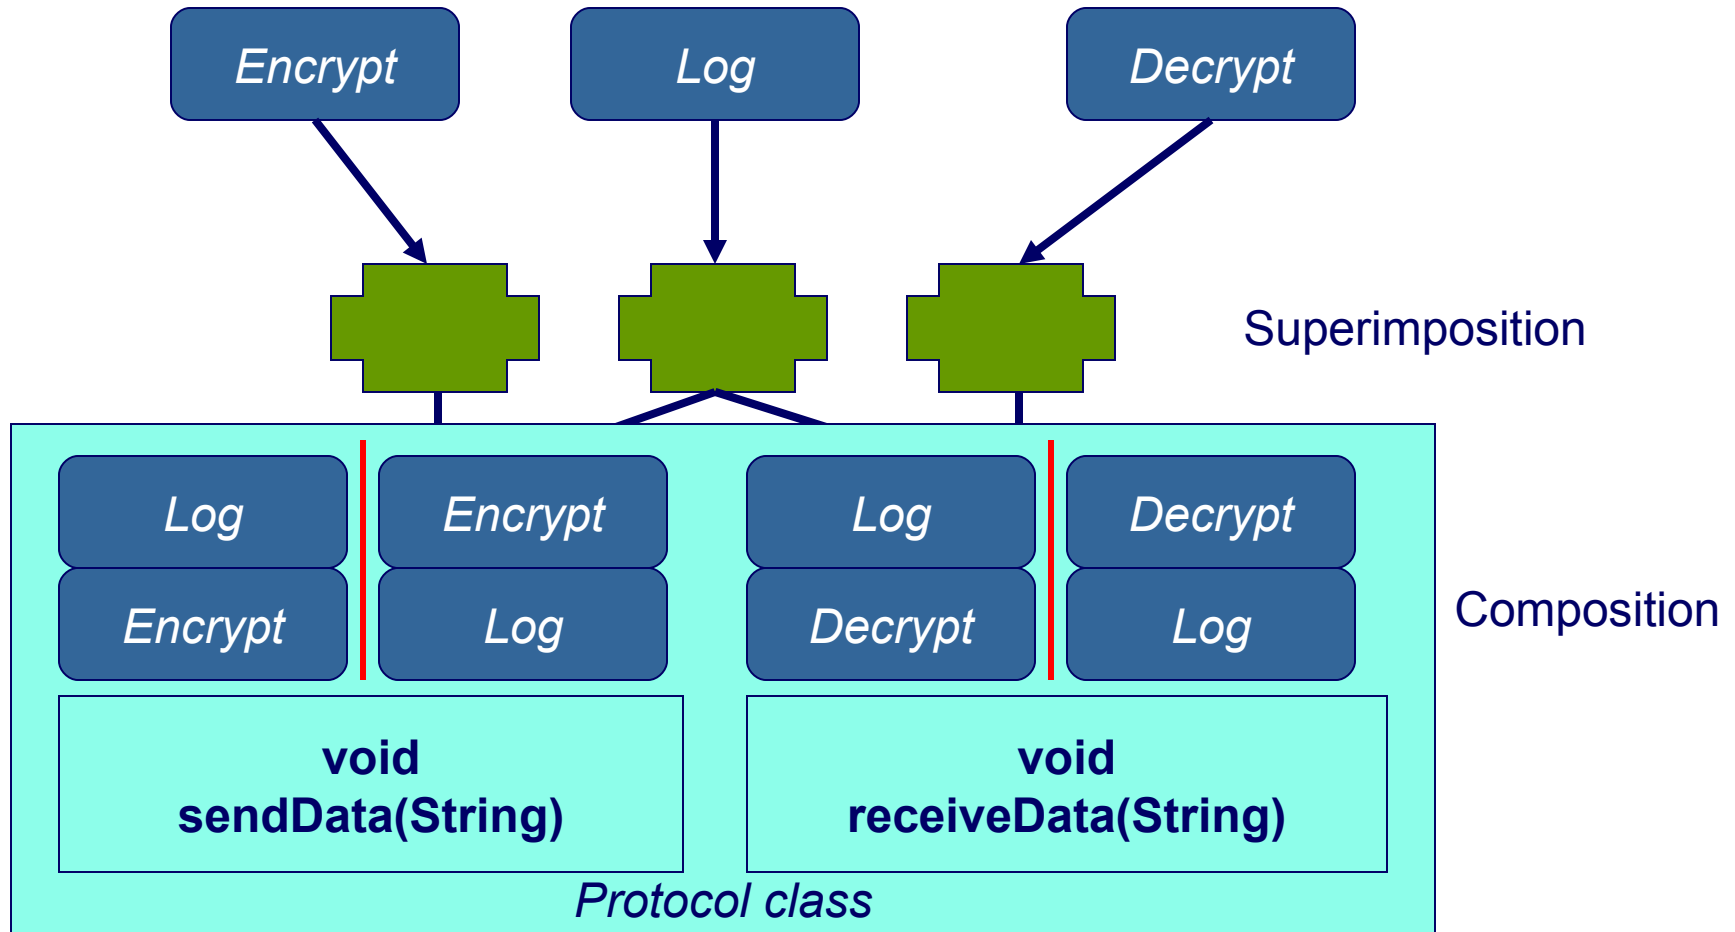 Encrypt
Log
Decrypt
Superimposition
Log
Encrypt
Log
Decrypt
Encrypt
Log
Decrypt
Log
Composition
void
sendData(String)
void
receiveData(String)
Protocol class